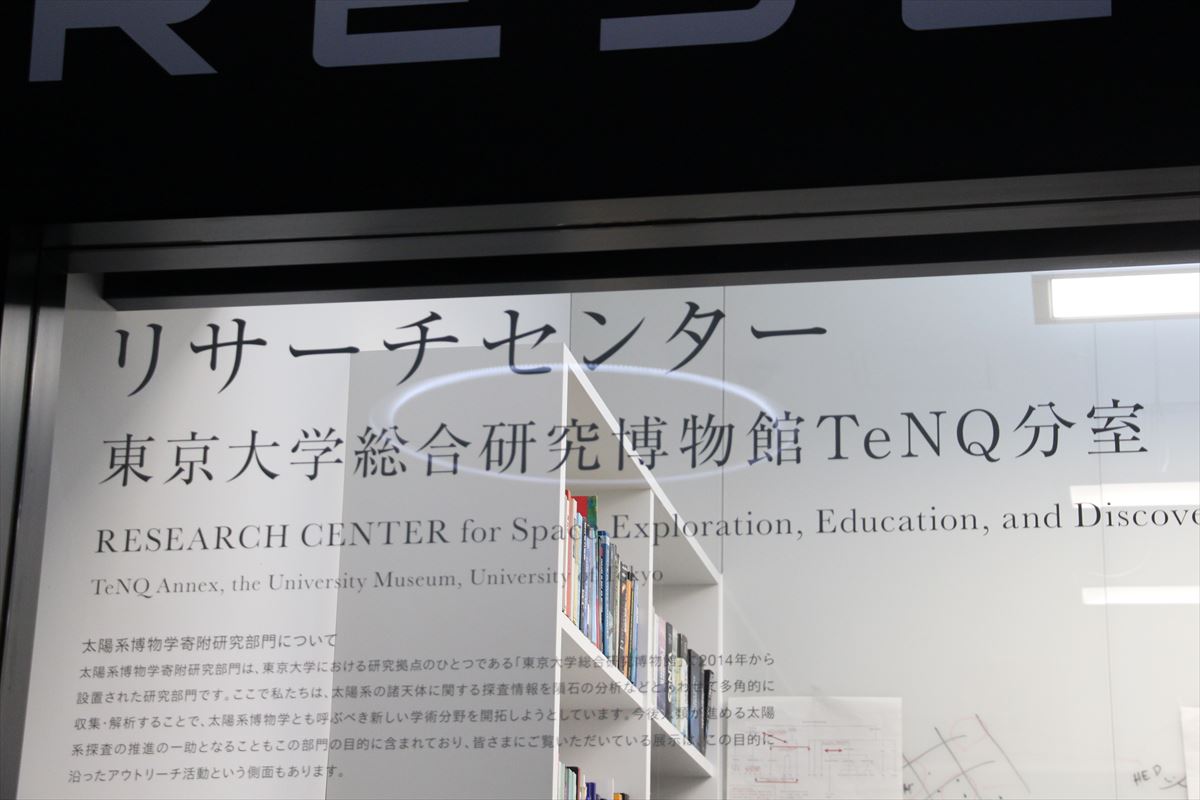 リサーチセンター
東京大学総合研究博物館TeNQ分室
RESEARCH CENTER for Space Exploration, Education, and Discove
TeNQ Annex, the University Museum, University of Tokyo
太陽系博物学寄附研究部門について
太陽系博物学寄附研究部門は、東京大学における研究拠点のひとつである「東京大学総合研究博物館」に2014年から
設置された研究部門です。ここで私たちは、太陽系の諸天体に関する探査情報を隕石の分析などとあわせて多角的に
収集・解析することで、太陽系博物学とも呼ぶべき新しい学術分野を開拓しようとしています。今後人類が進める太陽
系探査の推進の一助となることもこの部門の目的に含まれており、皆さまにご覧いただいている展示は、この目的に
沿ったアウトリーチ活動という側面もあります。
HED